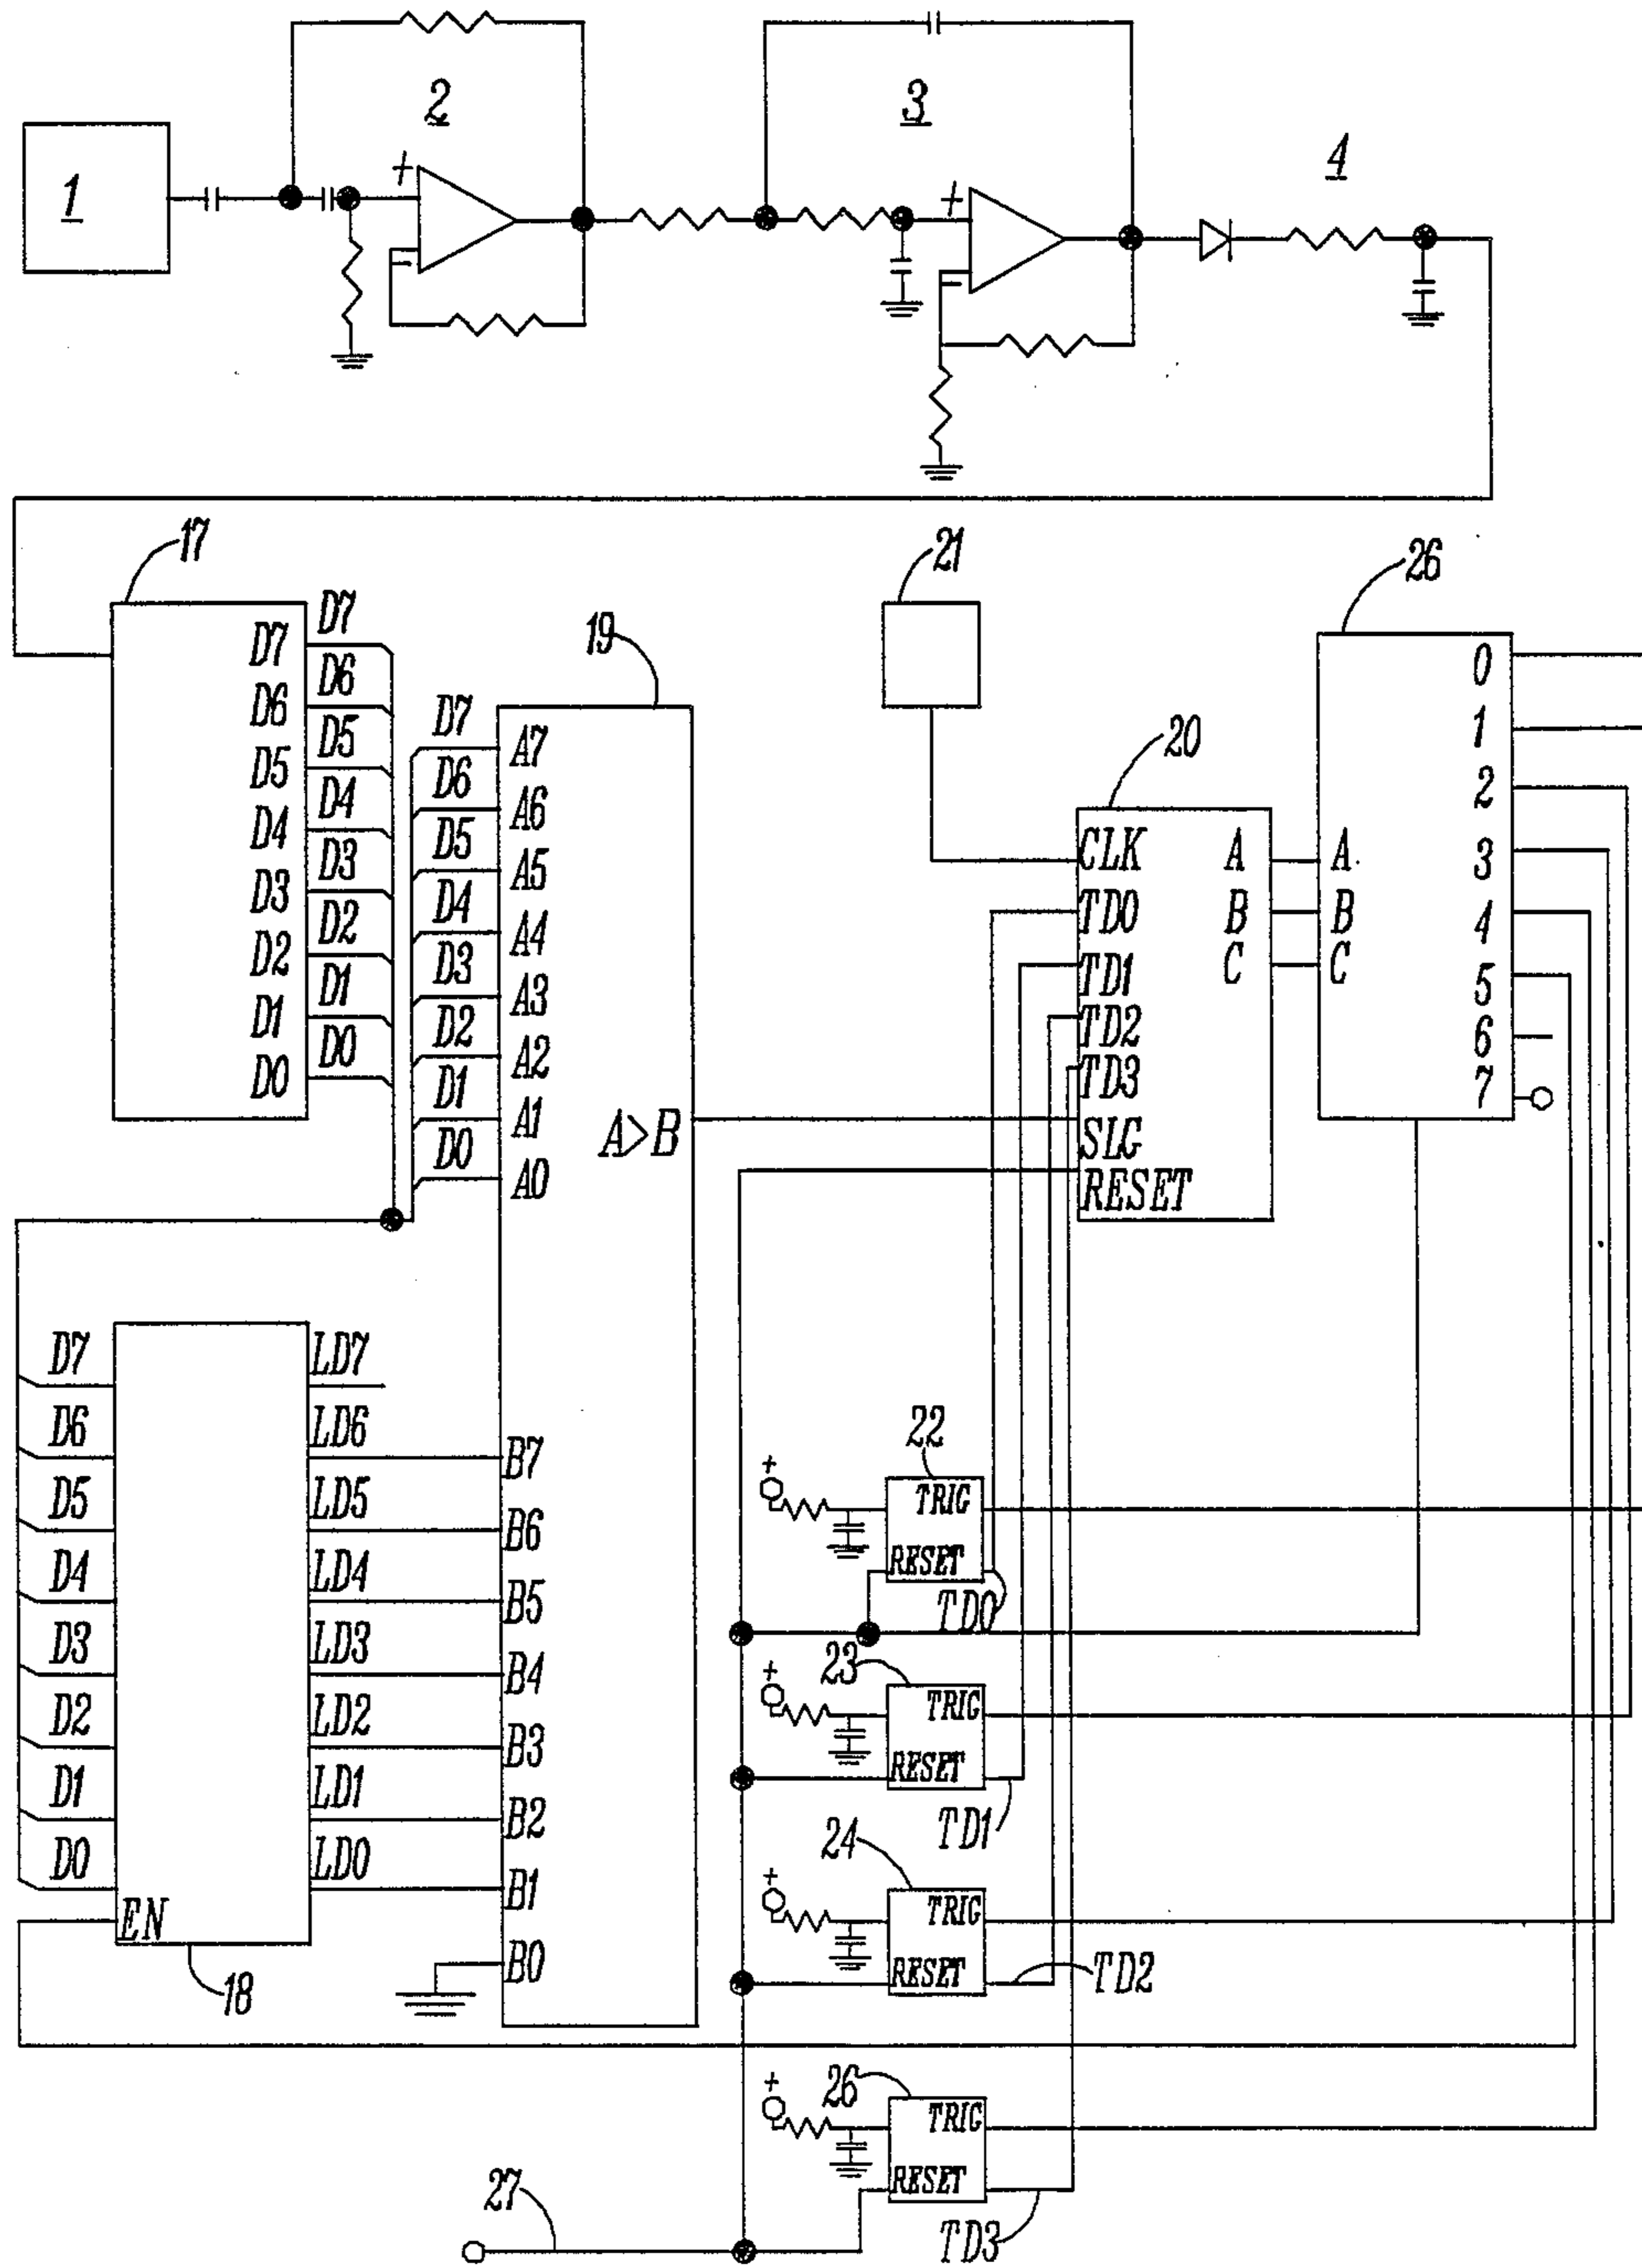 1
2
+
3
+
4
17
D7 D7
D6 D6
D5 D5
D4 D4
D3 D3
D2 D2
D1 D1
D0 D0
19
D7 A7
D6 A6
D5 A5
D4 A4
D3 A3
D2 A2
D1 A1
D0 A0
A>B
21
20
CLK A
TD0 B
TD1 C
TD2
TD3
SLG
RESET
26
A
B
C
0
1
2
3
4
5
6
7
D7 LD7
D6 LD6 B7
D5 LD5 B6
D4 LD4 B5
D3 LD3 B4
D2 LD2 B3
D1 LD1 B2
D0 LD0 B1
EN
B0
18
22
+
TRIG
RESET
TD0
23
+
TRIG
RESET
TD1
24
+
TRIG
RESET
TD2
26
+
TRIG
RESET
TD3
27